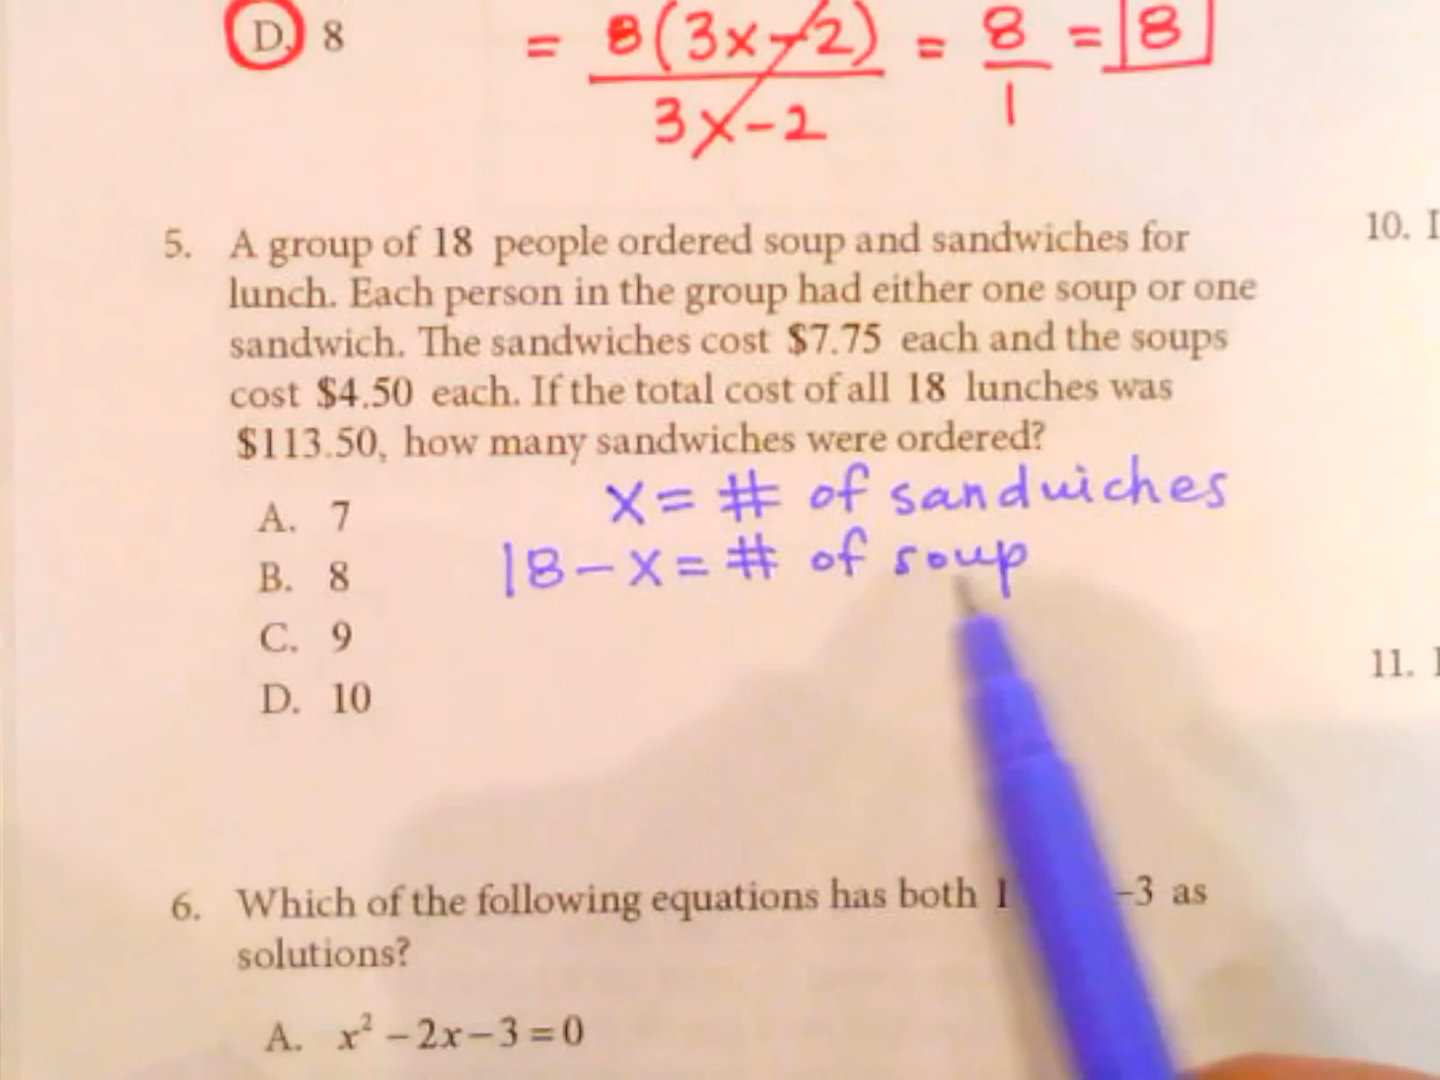 D. 8 = 8(3x-2) / 3x-2 = 8/1 = 8
5. A group of 18 people ordered soup and sandwiches for
lunch. Each person in the group had either one soup or one
sandwich. The sandwiches cost $7.75 each and the soups
cost $4.50 each. If the total cost of all 18 lunches was
$113.50, how many sandwiches were ordered?
x = # of sandwiches
18-x = # of soup
A. 7
B. 8
C. 9
D. 10
6. Which of the following equations has both 1 -3 as
solutions?
A. x² - 2x - 3 = 0
10.
11.